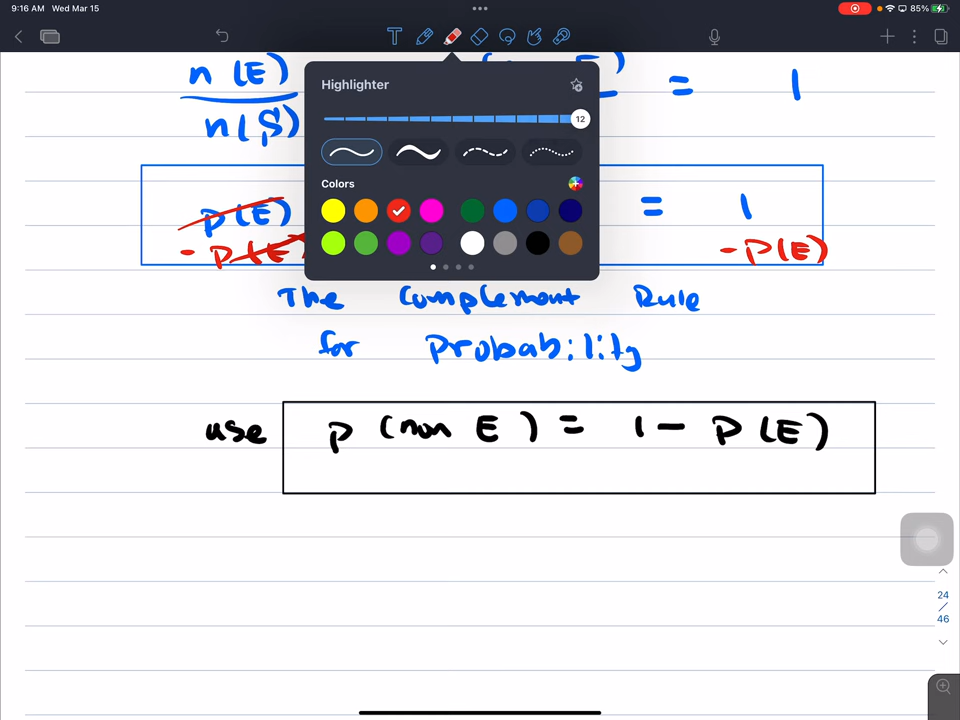 9:16 AM Wed Mar 15
85%
n(E)
= 1
n(S)
Highlighter
12
Colors
p(E)
= 1
- p(E)
- P(E)
The Complement Rule
for probability
use
p (non E) = 1 - P(E)
24
/
46